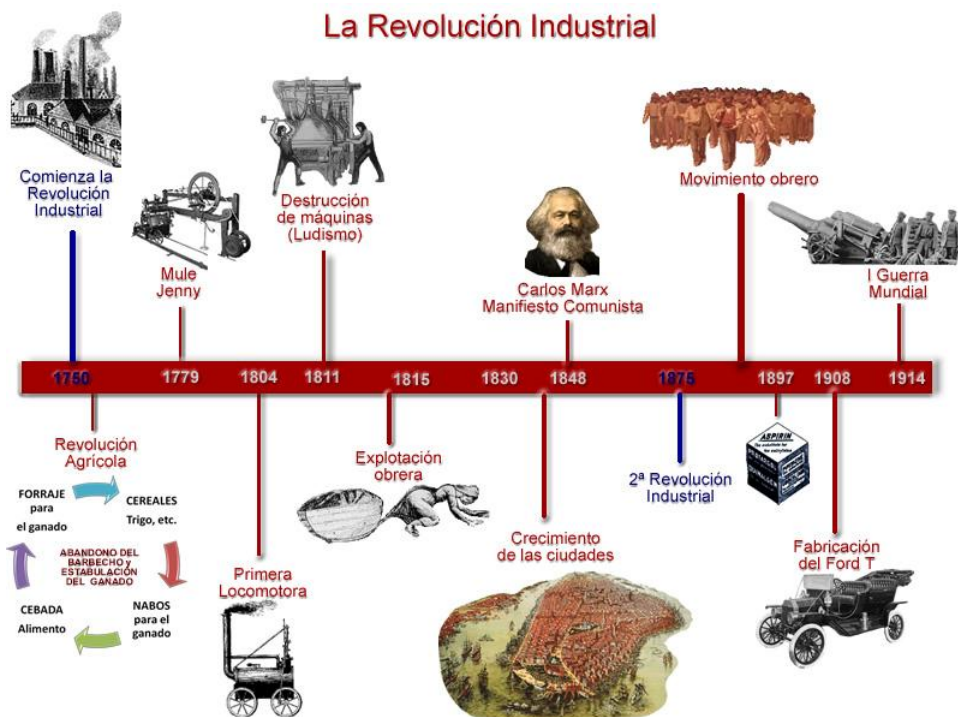 La Revolución Industrial
Comienza la
Revolución
Industrial
Mule
Jenny
Destrucción
de máquinas
(Ludismo)
Carlos Marx
Manifiesto Comunista
Movimiento obrero
I Guerra
Mundial
1750 1779 1804 1811 1815 1830 1848 1875 1897 1908 1914
Revolución
Agrícola
FORRAJE
para
el ganado
CEREALES
Trigo, etc.
ABANDONO DEL
BARBECHO y
ESTABULACIÓN
DEL GANADO
CEBADA
Alimento
NABOS
para el
ganado
Primera
Locomotora
Explotación
obrera
Crecimiento
de las ciudades
2ª Revolución
Industrial
ASPIRIN
Fabricación
del Ford T